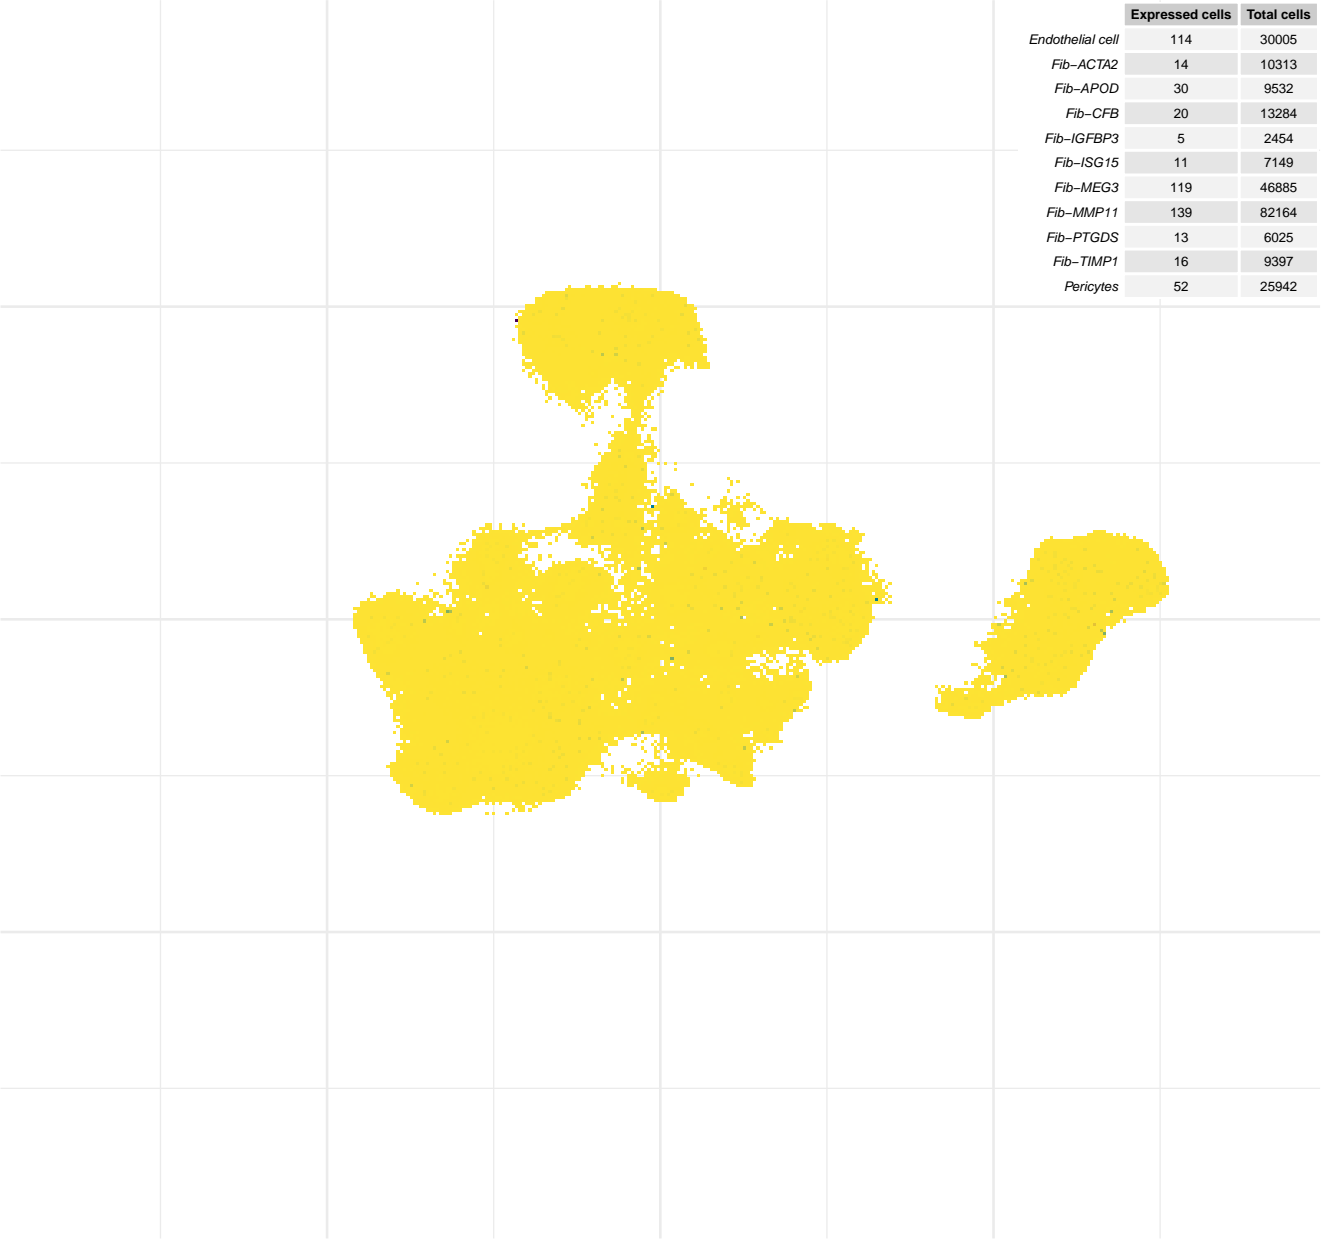 Expressed cells Total cells
Endothelial cell 114 30005
Fib−ACTA2 14 10313
Fib−APOD 30 9532
Fib−CFB 20 13284
Fib−IGFBP3 5 2454
Fib−ISG15 11 7149
Fib−MEG3 119 46885
Fib−MMP11 139 82164
Fib−PTGDS 13 6025
Fib−TIMP1 16 9397
Pericytes 52 25942